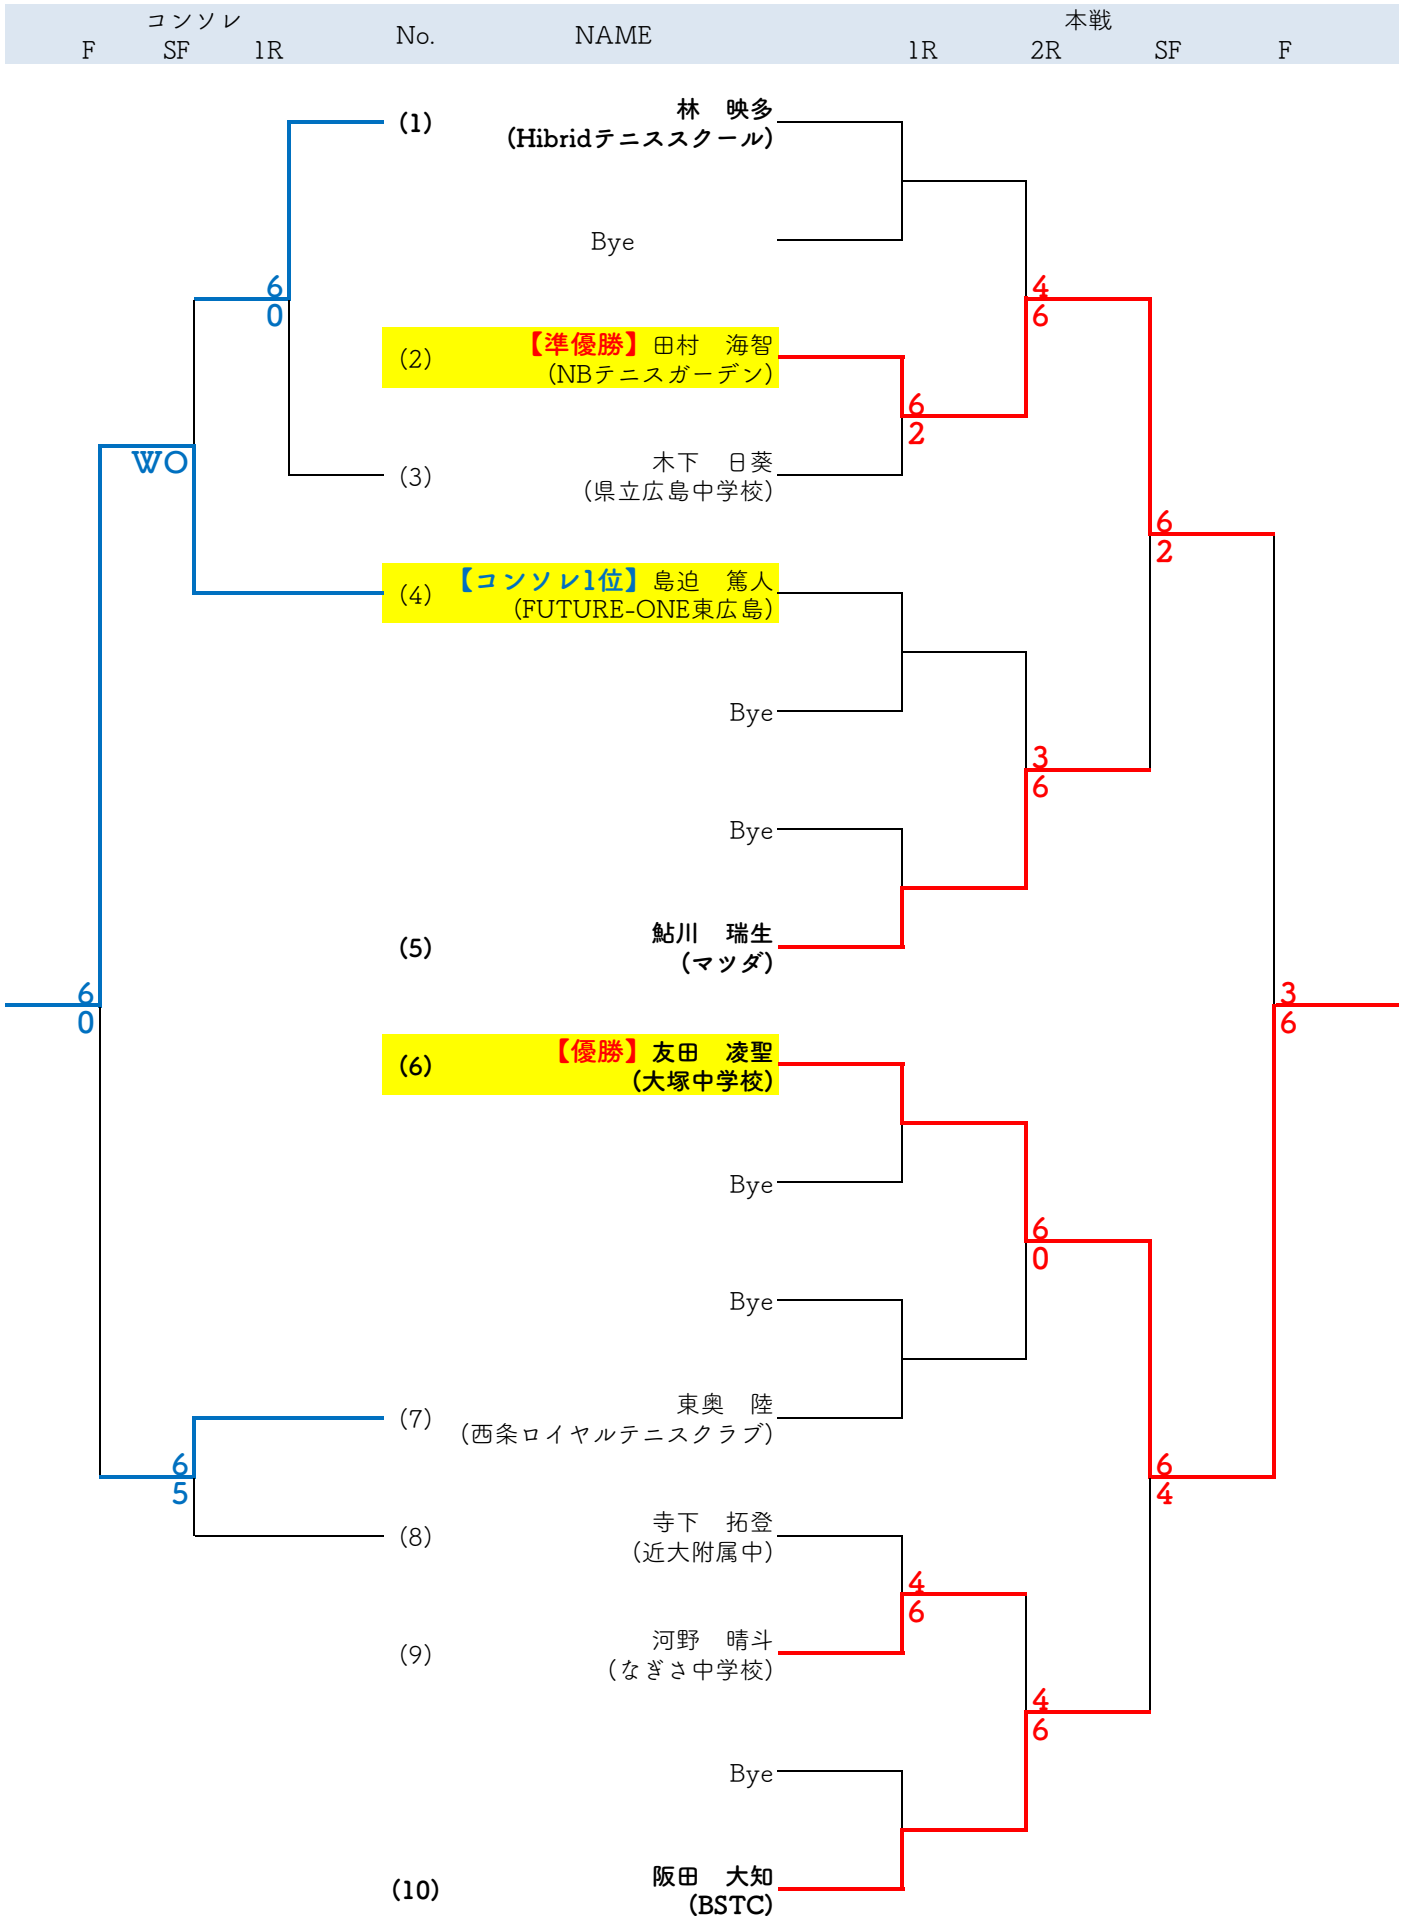 コンソレ 本戦
F SF 1R No. NAME 1R 2R SF F
(1) 林　映多
(Hibridテニススクール)
Bye
6 4
0 6
(2) 【準優勝】田村　海智
(NBテニスガーデン)
6
2
WO
(3) 木下　日葵
(県立広島中学校)
6
2
(4) 【コンソレ1位】島迫　篤人
(FUTURE-ONE東広島)
Bye
3
6
Bye
(5) 鮎川　瑞生
(マツダ)
6 3
0 6
(6) 【優勝】友田　凌聖
(大塚中学校)
Bye
6
0
Bye
(7) 東奥　陸
(西条ロイヤルテニスクラブ)
6 6
5 4
(8) 寺下　拓登
(近大附属中)
4
6
(9) 河野　晴斗
(なぎさ中学校)
4
6
Bye
(10) 阪田　大知
(BSTC)